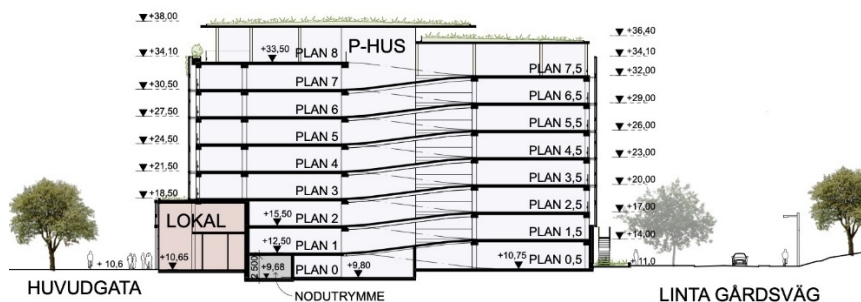 +38,00
+36,40
+34,10
P-HUS
+33,50
PLAN 8
+34,10
PLAN 7,5
+32,00
+30,50
PLAN 7
PLAN 6,5
+29,00
+27,50
PLAN 6
PLAN 5,5
+26,00
+24,50
PLAN 5
PLAN 4,5
+23,00
+21,50
PLAN 4
PLAN 3,5
+20,00
+18,50
PLAN 3
PLAN 2,5
+17,00
LOKAL
+15,50
PLAN 2
PLAN 1,5
+14,00
+12,50
PLAN 1
+ 10,6
+10,65
2 500
+9,68
PLAN 0
+9,80
+10,75
PLAN 0,5
+11,0
HUVUDGATA
NODUTRYMME
LINTA GÅRDSVÄG